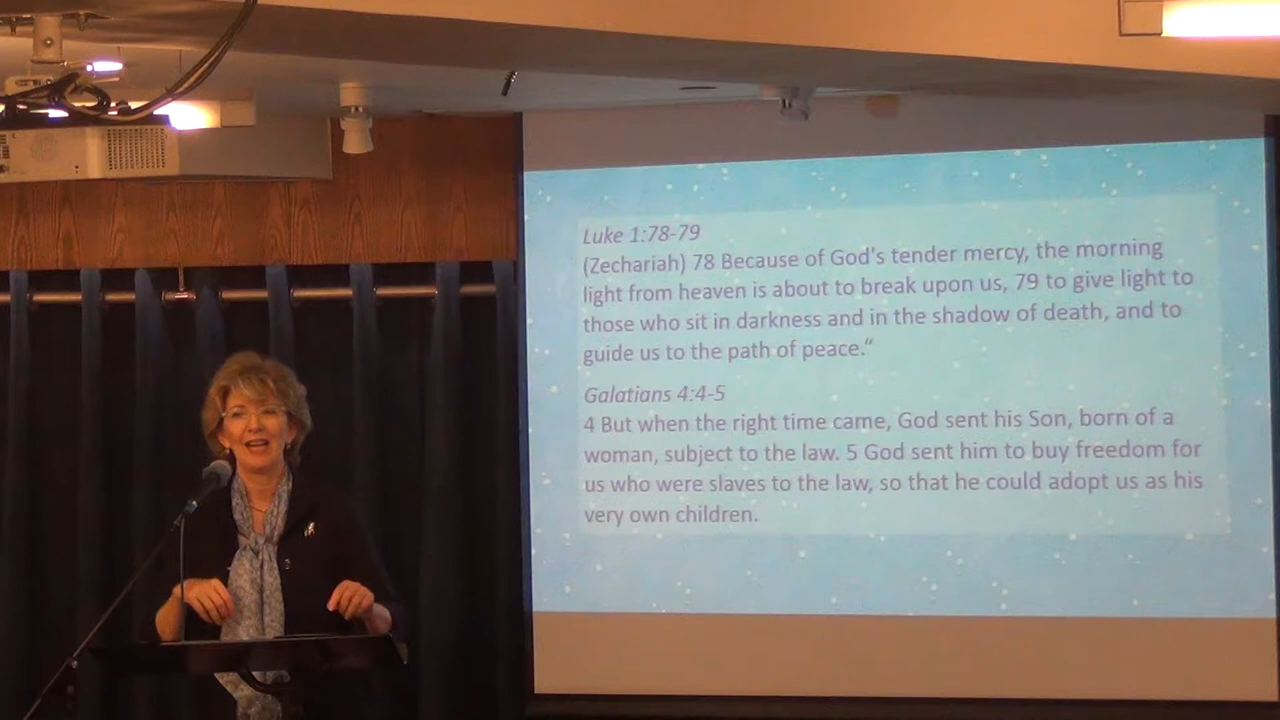 Luke 1:78-79
(Zechariah) 78 Because of God's tender mercy, the morning
light from heaven is about to break upon us, 79 to give light to
those who sit in darkness and in the shadow of death, and to
guide us to the path of peace.“
Galatians 4:4-5
4 But when the right time came, God sent his Son, born of a
woman, subject to the law. 5 God sent him to buy freedom for
us who were slaves to the law, so that he could adopt us as his
very own children.